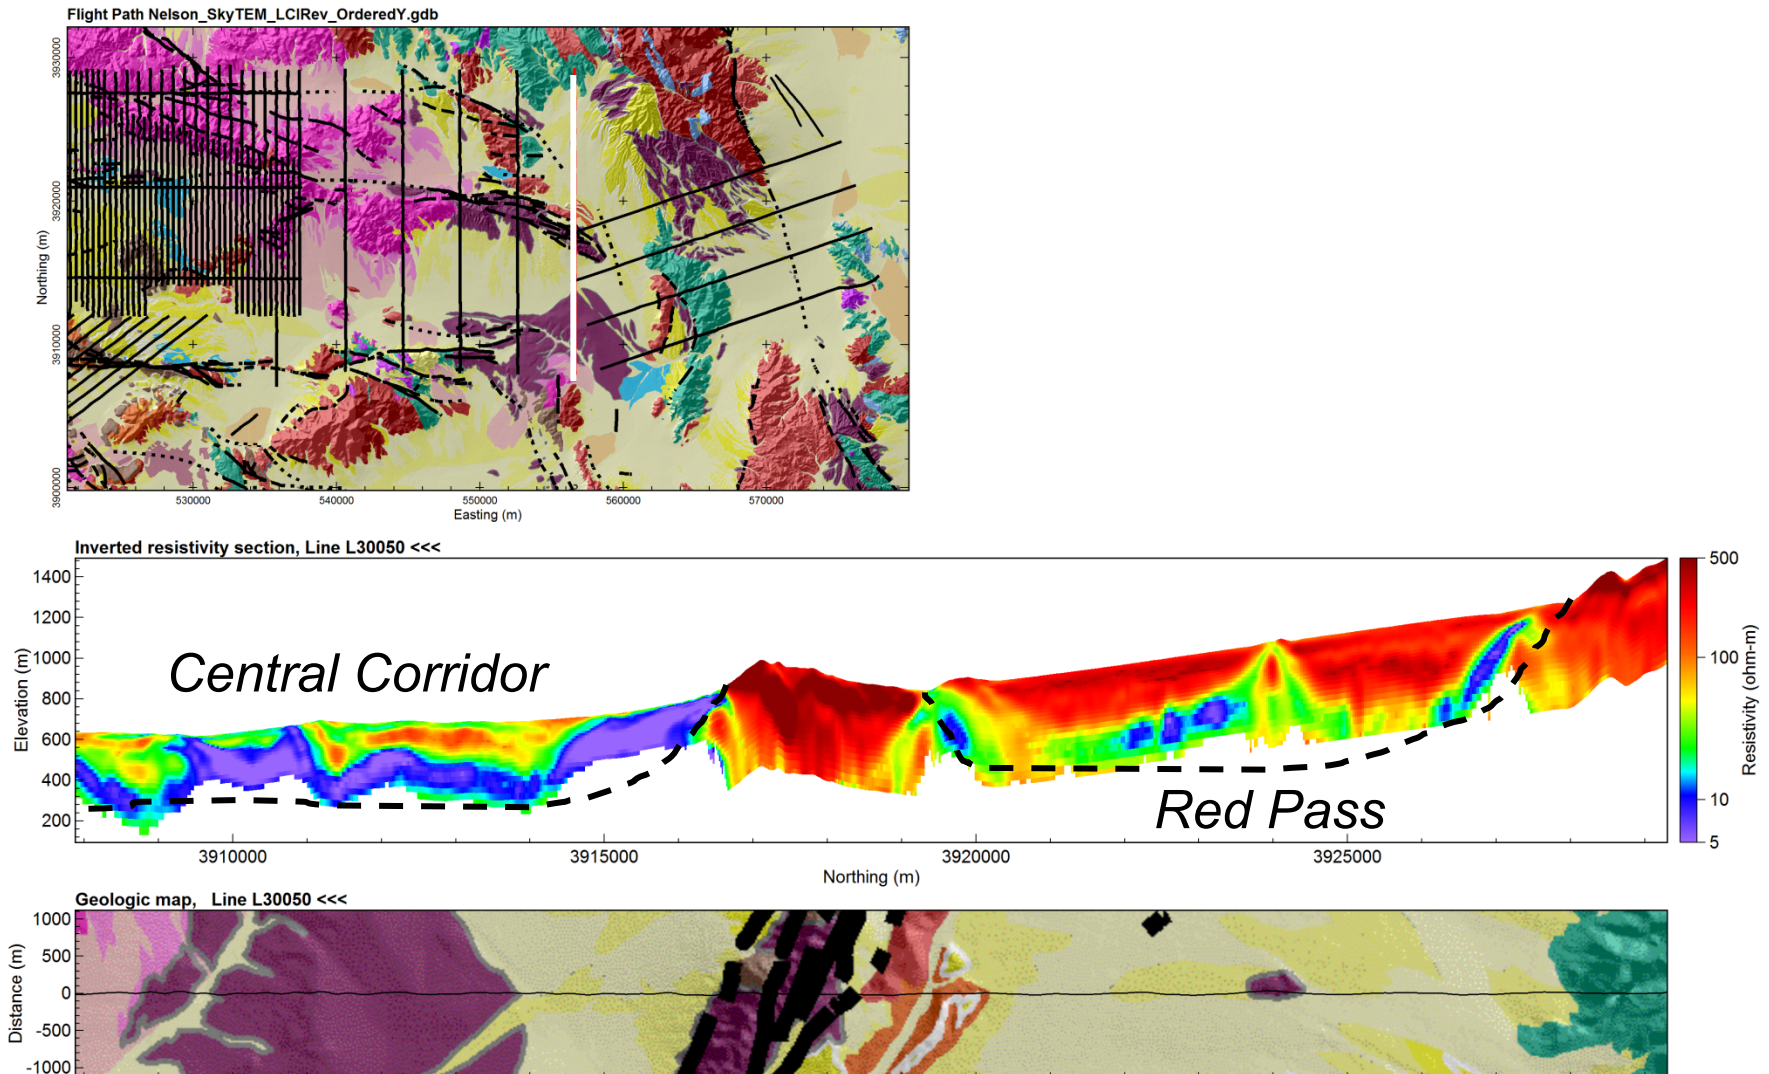 Flight Path Nelson_SkyTEM_LCIRev_OrderedY.gdb
3930000
3920000
3910000
3900000
Northing (m)
530000 540000 550000 560000 570000
Easting (m)
Inverted resistivity section, Line L30050 <<<
1400
1200
1000
800
600
400
200
Elevation (m)
Central Corridor
Red Pass
500
100
10
5
Resistivity (ohm-m)
3910000 3915000 3920000 3925000
Northing (m)
Geologic map, Line L30050 <<<
1000
500
0
-500
-1000
Distance (m)